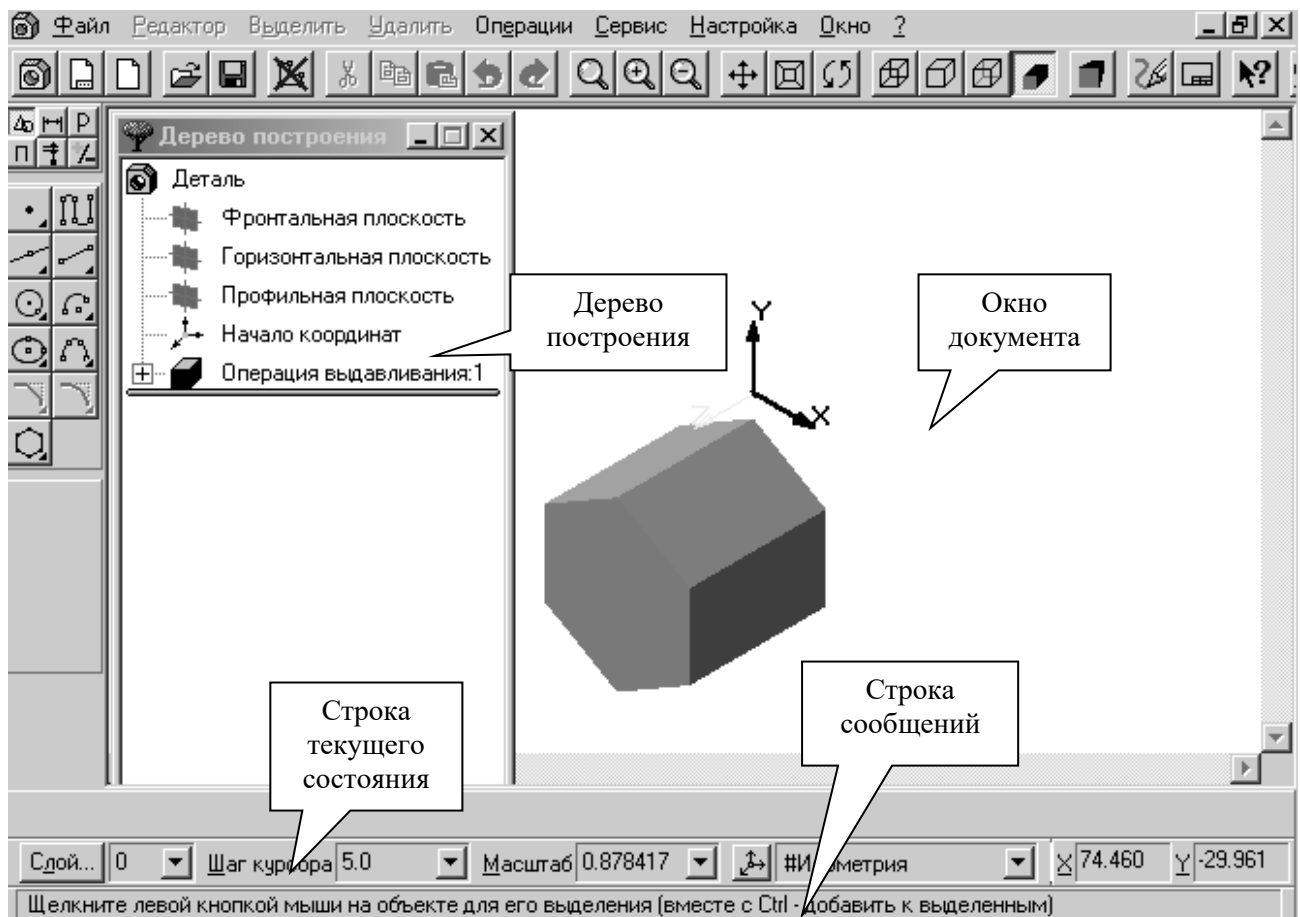 Файл Редактор Выделить Удалить Операции Сервис Настройка Окно ?
Дерево построения
Деталь
Фронтальная плоскость
Горизонтальная плоскость
Профильная плоскость
Начало координат
Операция выдавливания:1
Дерево
построения
Окно
документа
Y
Z
X
Строка
текущего
состояния
Строка
сообщений
Слой... 0 Шаг курсора 5.0 Масштаб 0.878417 X 74.460 Y -29.961
Щелкните левой кнопкой мыши на объекте для его выделения (вместе с Ctrl - добавить к выделенным)